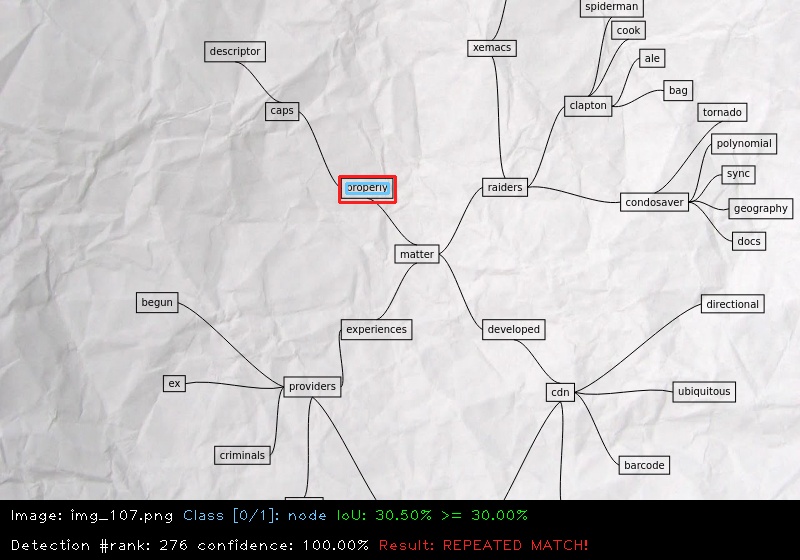 spiderman
cook
descriptor
xemacs
ale
bag
caps
clapton
tornado
polynomial
sync
raiders
condosaver
geography
docs
matter
begun
experiences
developed
directional
ex
providers
cdn
ubiquitous
criminals
barcode
Image: img_107.png Class [0/1]: node IoU: 30.50% >= 30.00%
Detection #rank: 276 confidence: 100.00% Result: REPEATED MATCH!